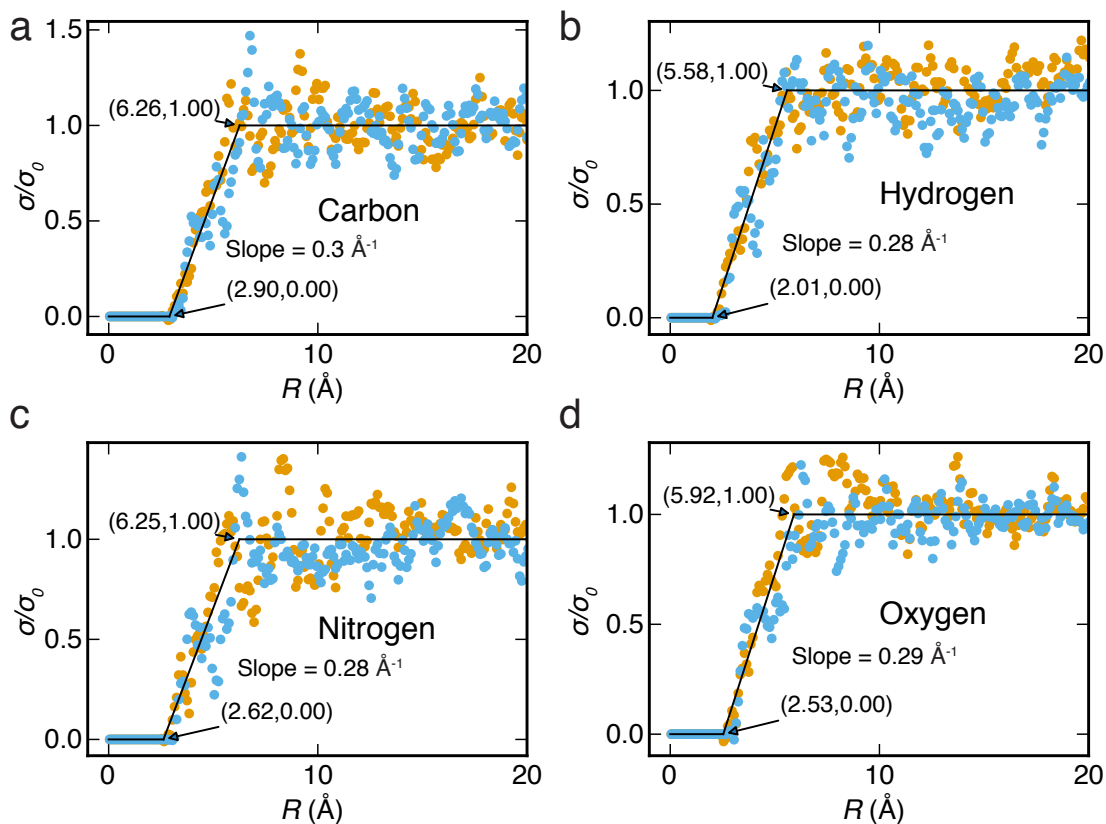 a
1.5
1.0
0.5
0.0
σ/σ0
(6.26,1.00)
Carbon
Slope = 0.3 Å-1
(2.90,0.00)
0 10 20
R (Å)
b
1.0
0.5
0.0
σ/σ0
(5.58,1.00)
Hydrogen
Slope = 0.28 Å-1
(2.01,0.00)
0 10 20
R (Å)
c
1.0
0.5
0.0
σ/σ0
(6.25,1.00)
Nitrogen
Slope = 0.28 Å-1
(2.62,0.00)
0 10 20
R (Å)
d
1.0
0.5
0.0
σ/σ0
(5.92,1.00)
Oxygen
Slope = 0.29 Å-1
(2.53,0.00)
0 10 20
R (Å)